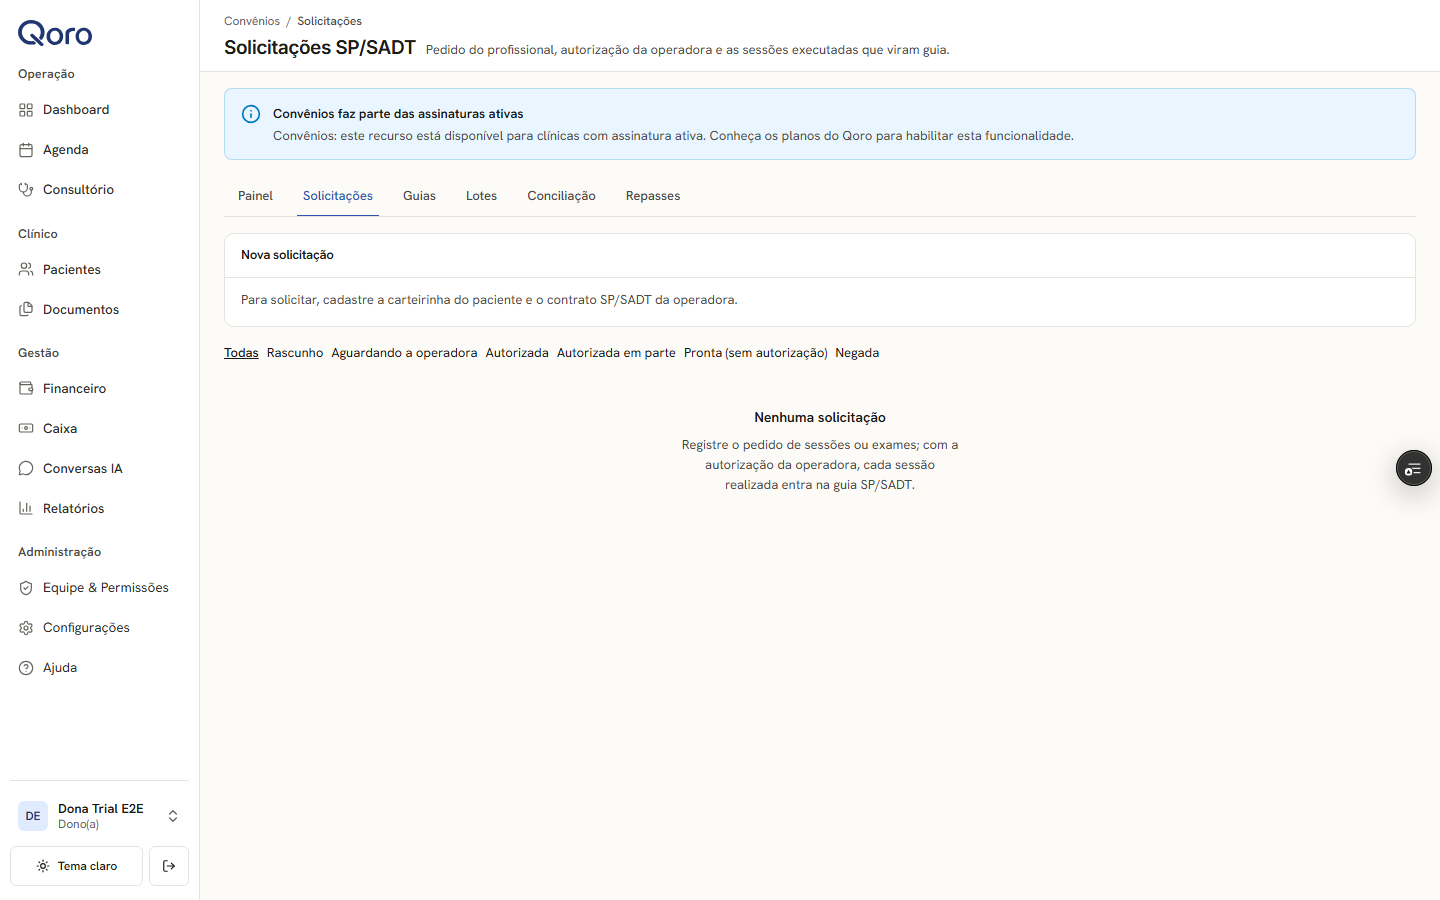 Qoro
Operação
Dashboard
Agenda
Consultório
Clínico
Pacientes
Documentos
Gestão
Financeiro
Caixa
Conversas IA
Relatórios
Administração
Equipe & Permissões
Configurações
Ajuda
DE
Dona Trial E2E
Dono(a)
Tema claro
Convênios / Solicitações
Solicitações SP/SADT Pedido do profissional, autorização da operadora e as sessões executadas que viram guia.
Convênios faz parte das assinaturas ativas
Convênios: este recurso está disponível para clínicas com assinatura ativa. Conheça os planos do Qoro para habilitar esta funcionalidade.
Painel Solicitações Guias Lotes Conciliação Repasses
Nova solicitação
Para solicitar, cadastre a carteirinha do paciente e o contrato SP/SADT da operadora.
Todas Rascunho Aguardando a operadora Autorizada Autorizada em parte Pronta (sem autorização) Negada
Nenhuma solicitação
Registre o pedido de sessões ou exames; com a
autorização da operadora, cada sessão
realizada entra na guia SP/SADT.